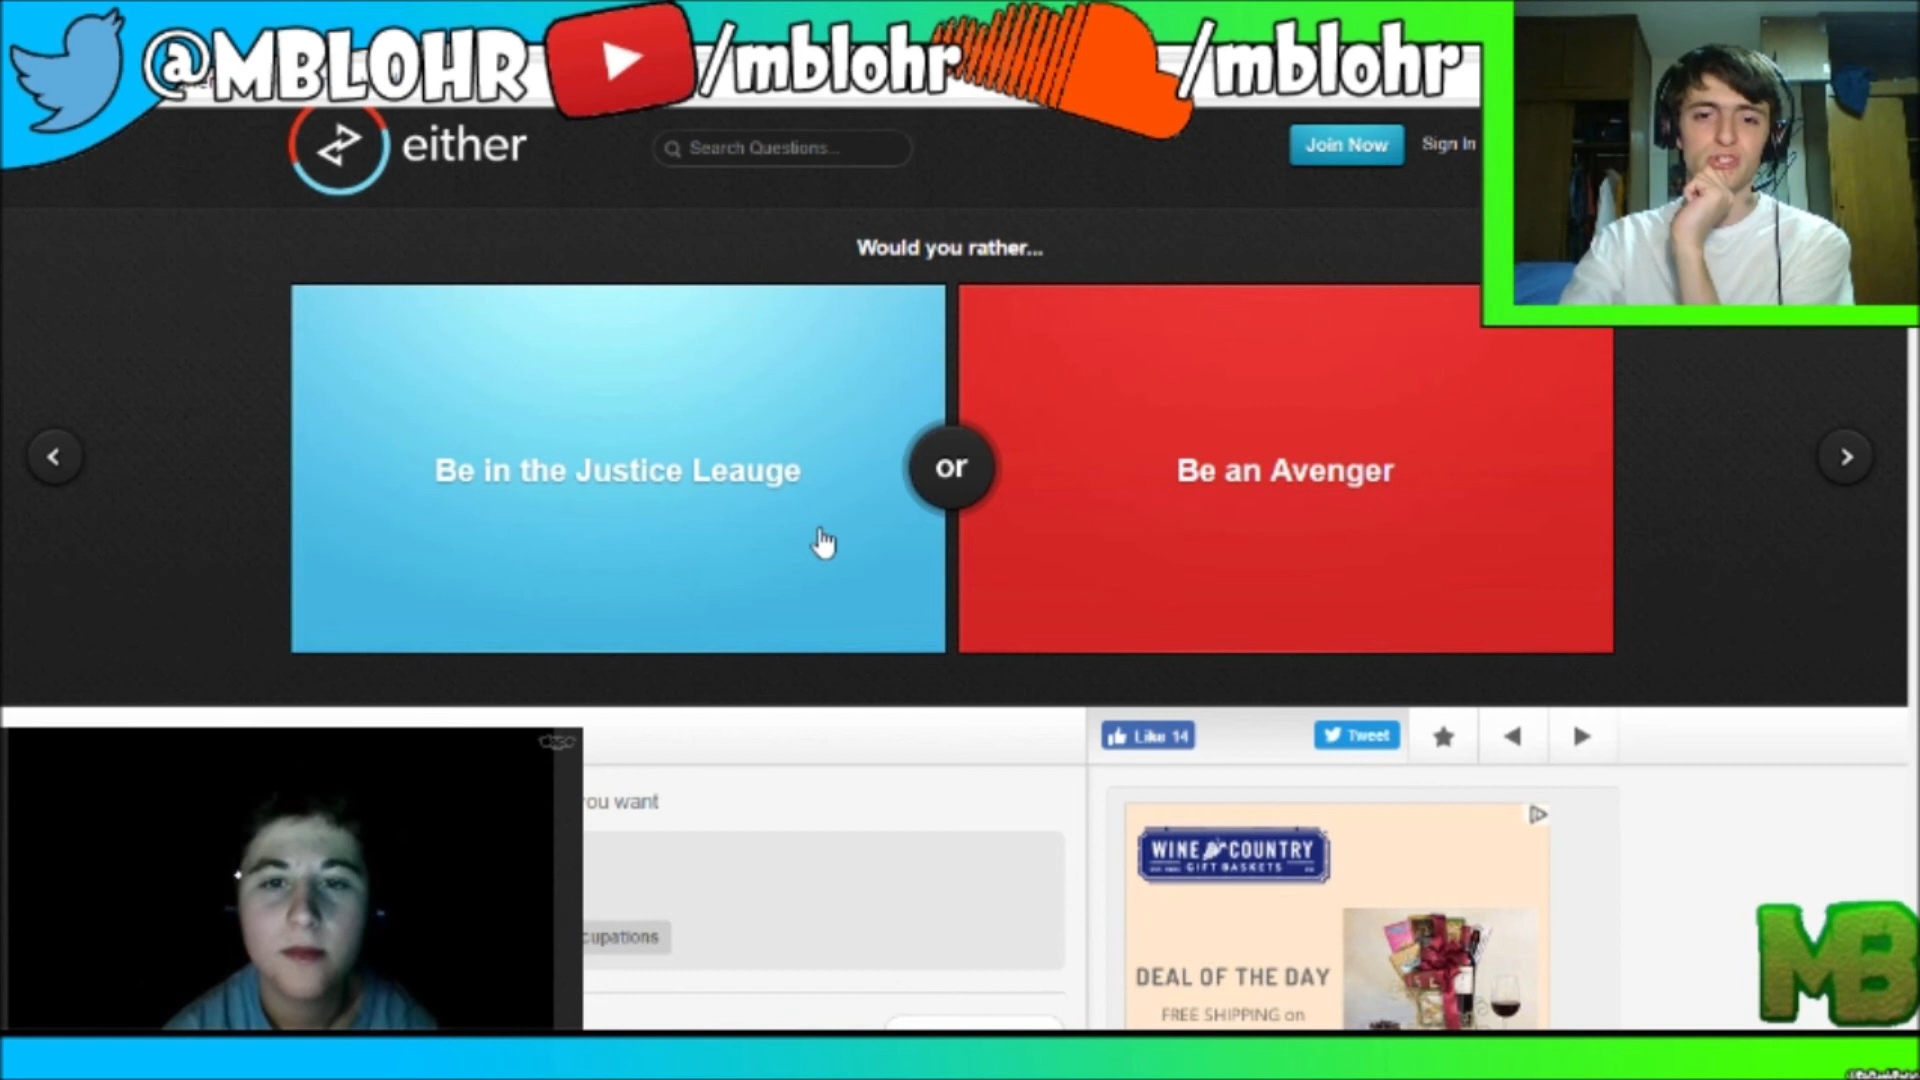 @MBLOHR /mblohr /mblohr
either
Search Questions...
Join Now
Sign In
Would you rather...
Be in the Justice Leauge
or
Be an Avenger
Like 14
Tweet
ou want
cupations
WINE COUNTRY
GIFT BASKETS
DEAL OF THE DAY
FREE SHIPPING on
MB